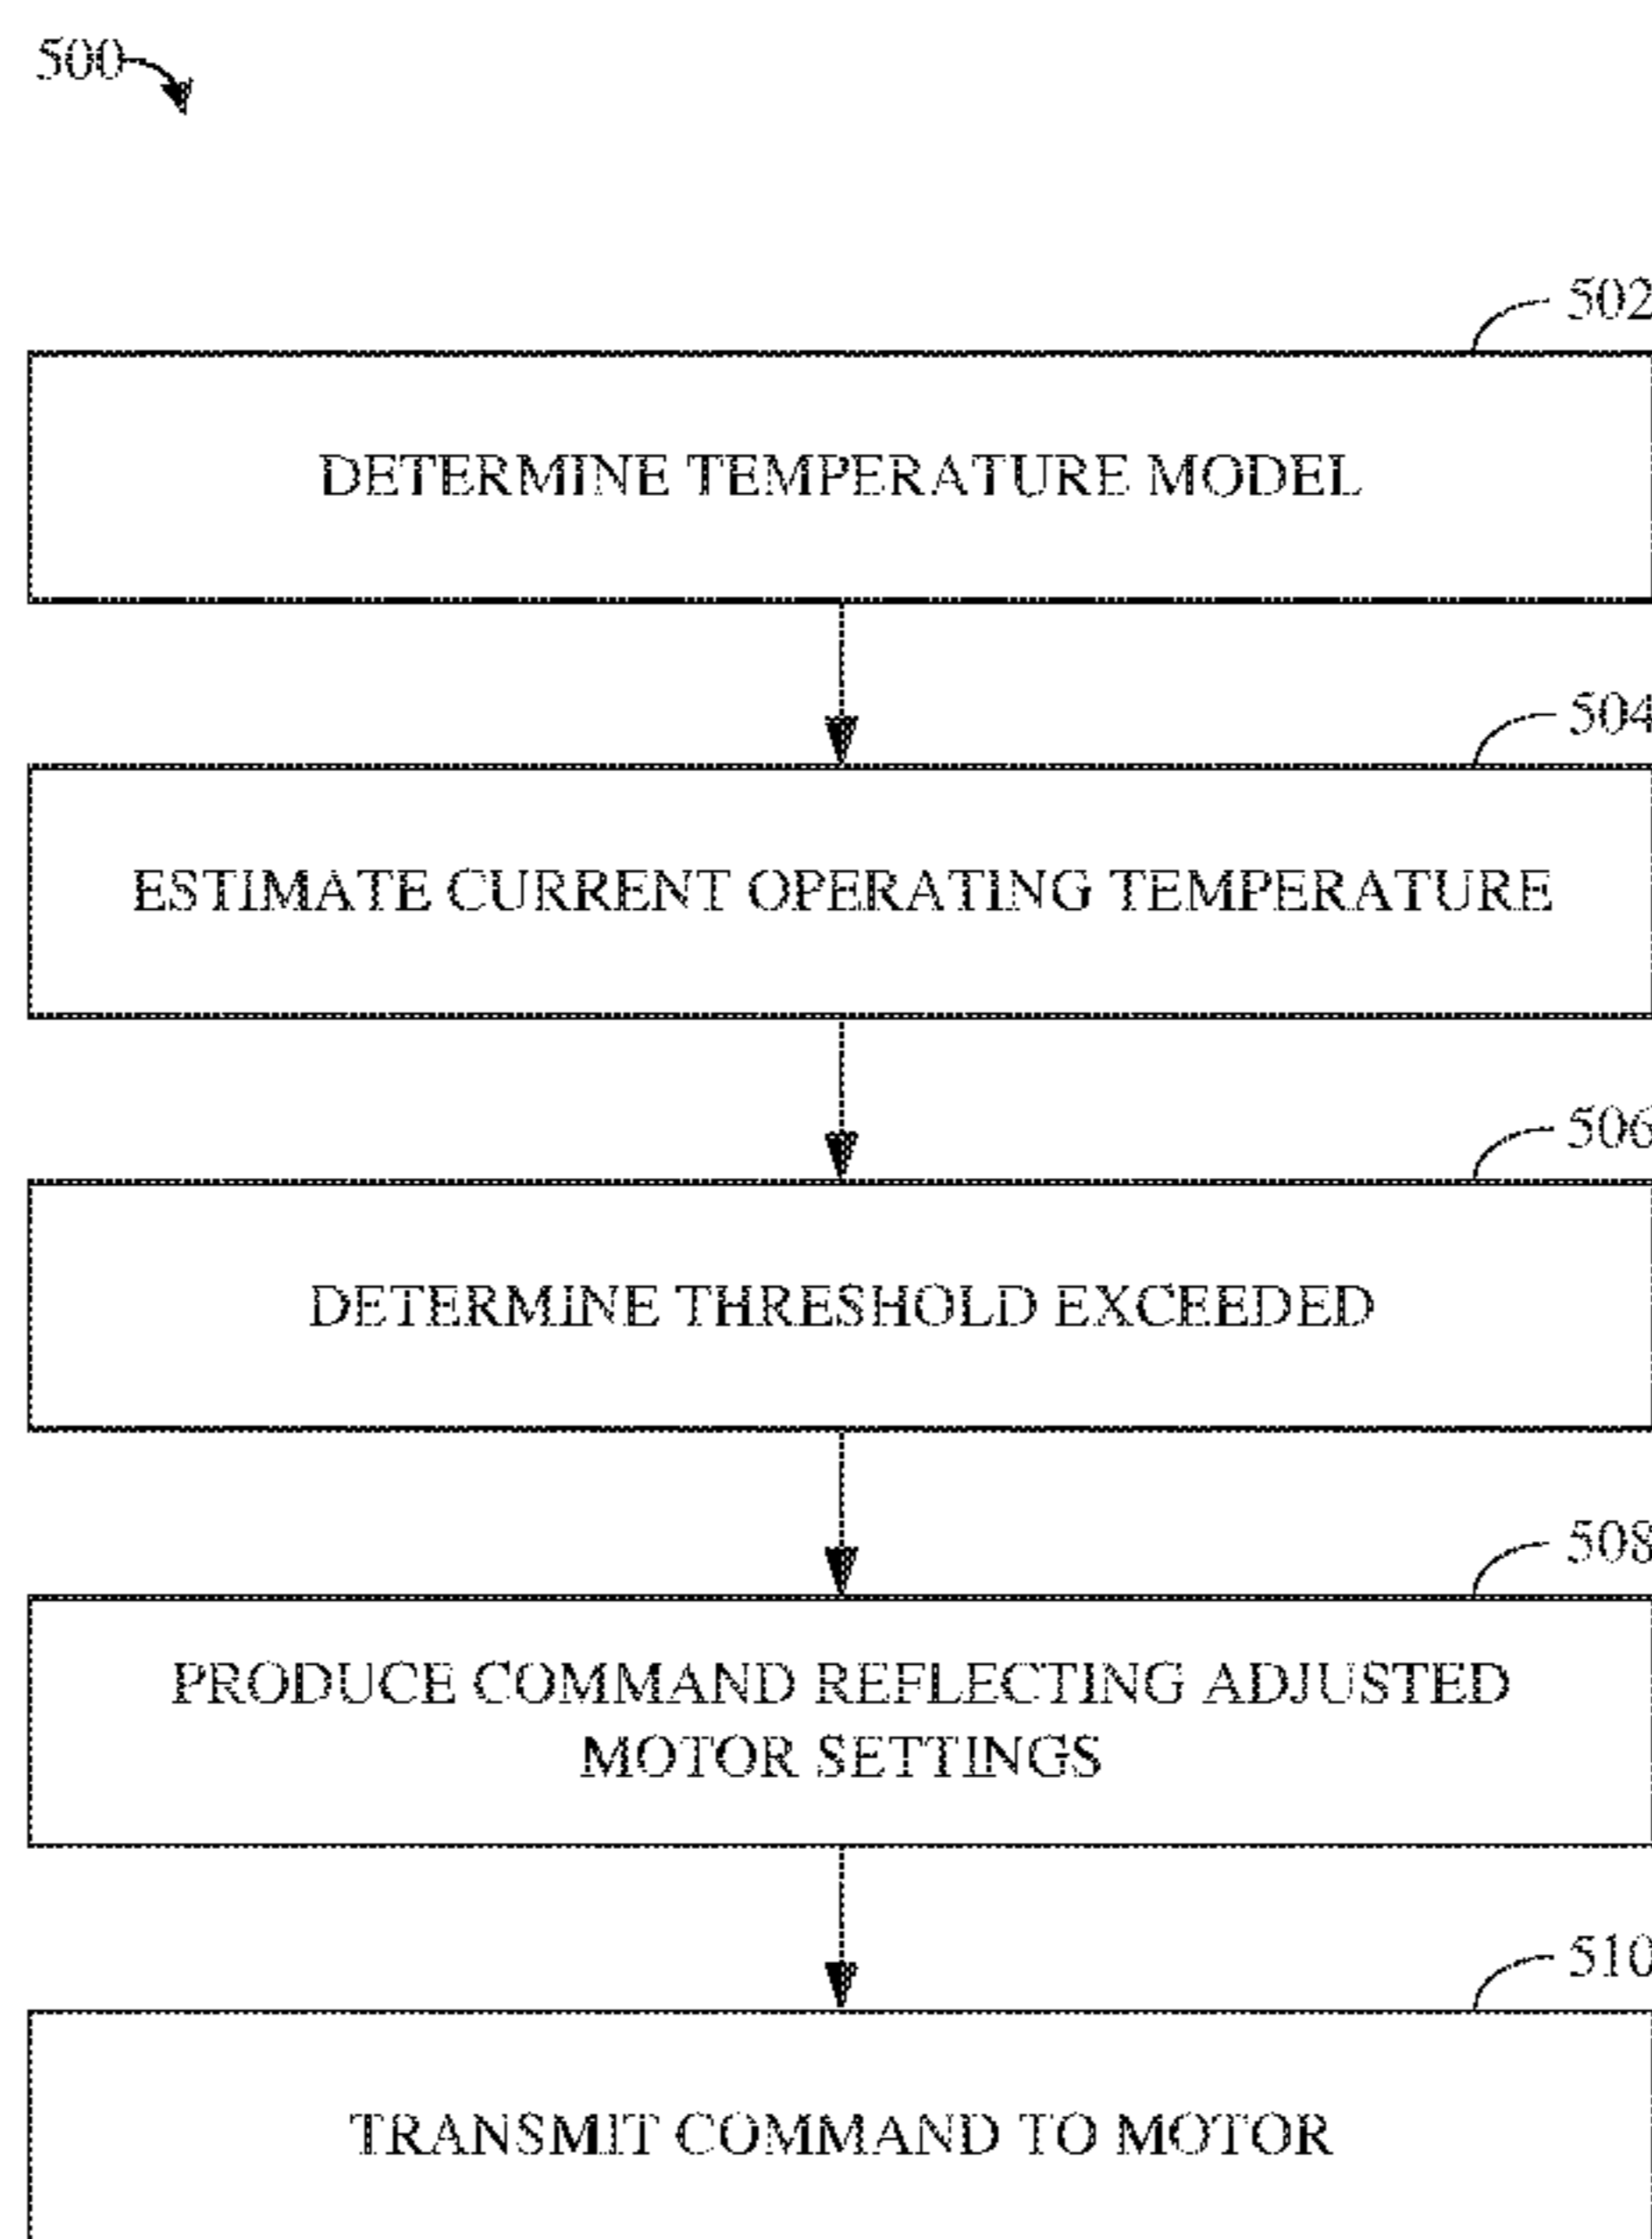 500
502
DETERMINE TEMPERATURE MODEL
504
ESTIMATE CURRENT OPERATING TEMPERATURE
506
DETERMINE THRESHOLD EXCEEDED
508
PRODUCE COMMAND REFLECTING ADJUSTED
MOTOR SETTINGS
510
TRANSMIT COMMAND TO MOTOR